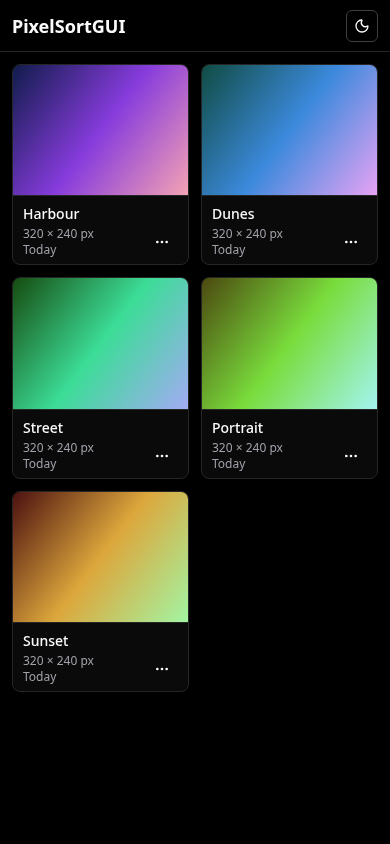 PixelSortGUI
Harbour
320 × 240 px
Today
Dunes
320 × 240 px
Today
Street
320 × 240 px
Today
Portrait
320 × 240 px
Today
Sunset
320 × 240 px
Today